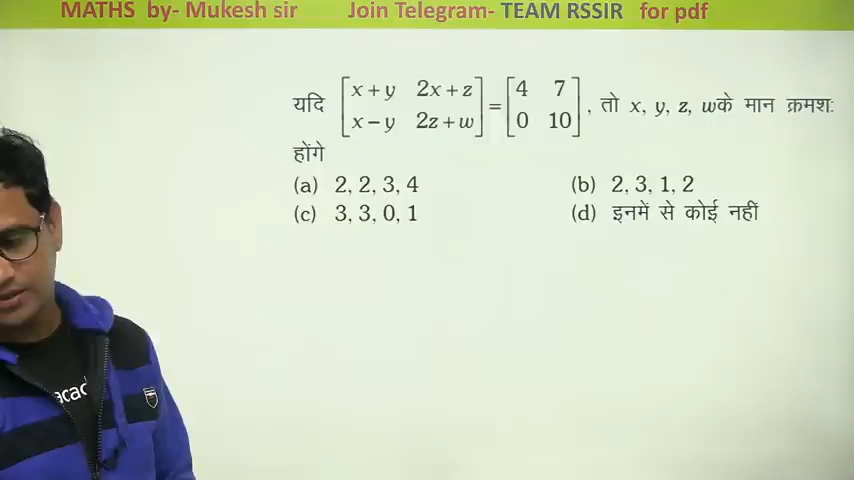 MATHS by- Mukesh sir Join Telegram- TEAM RSSIR for pdf
यदि [x+y 2x+z; x−y 2z+w] = [4 7; 0 10], तो x, y, z, w के मान क्रमशः
होंगे
(a) 2, 2, 3, 4 (b) 2, 3, 1, 2
(c) 3, 3, 0, 1 (d) इनमें से कोई नहीं
acad